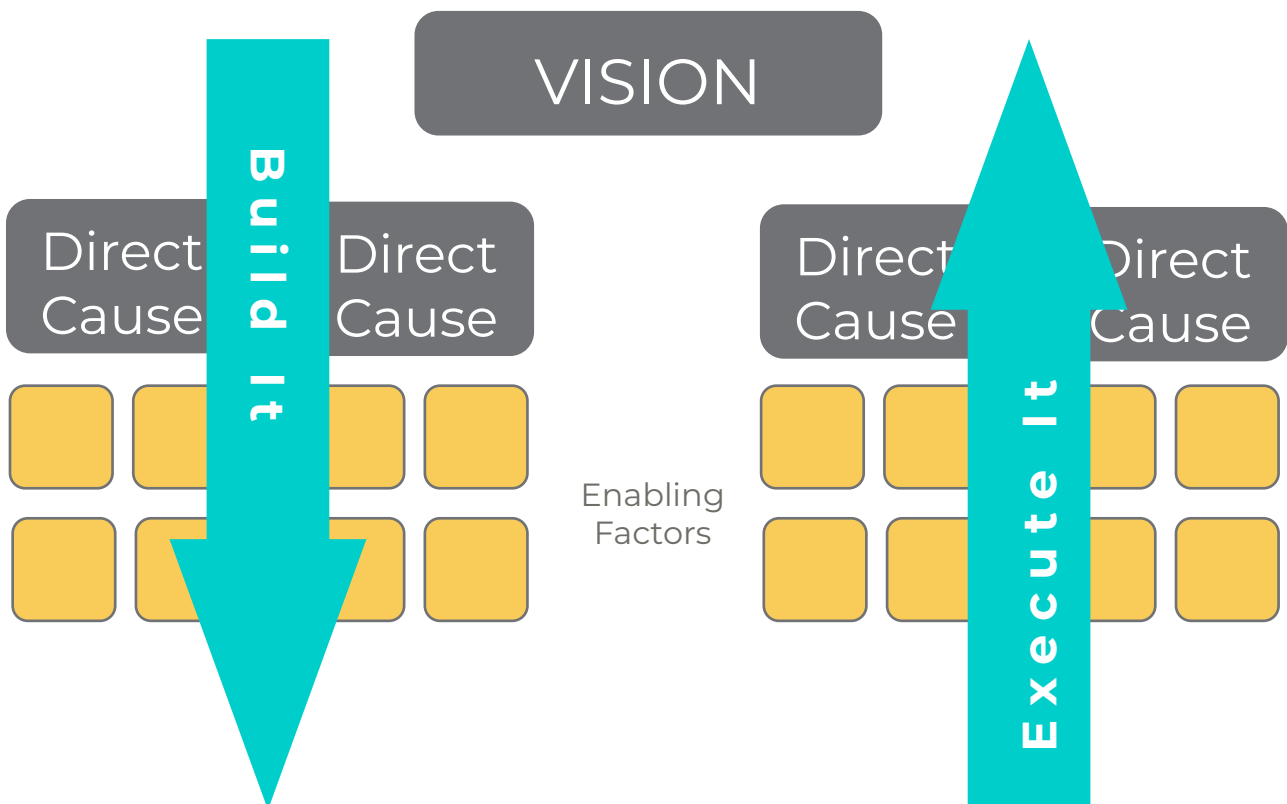 VISION
Build It
Direct
Cause
Direct
Cause
Enabling
Factors
Direct
Cause
Direct
Cause
Execute It